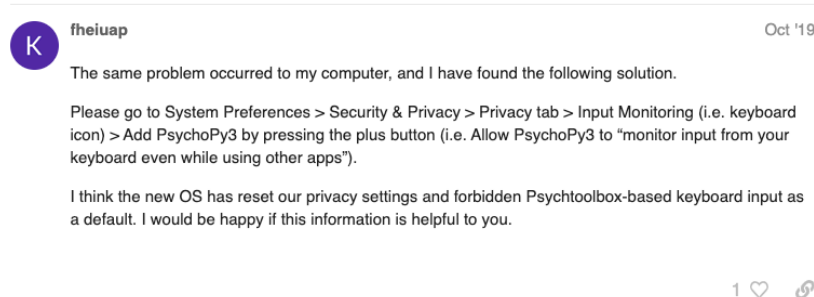 K
fheiuap
Oct '19
The same problem occurred to my computer, and I have found the following solution.
Please go to System Preferences > Security & Privacy > Privacy tab > Input Monitoring (i.e. keyboard
icon) > Add PsychoPy3 by pressing the plus button (i.e. Allow PsychoPy3 to “monitor input from your
keyboard even while using other apps”).
I think the new OS has reset our privacy settings and forbidden Psychtoolbox-based keyboard input as
a default. I would be happy if this information is helpful to you.
1